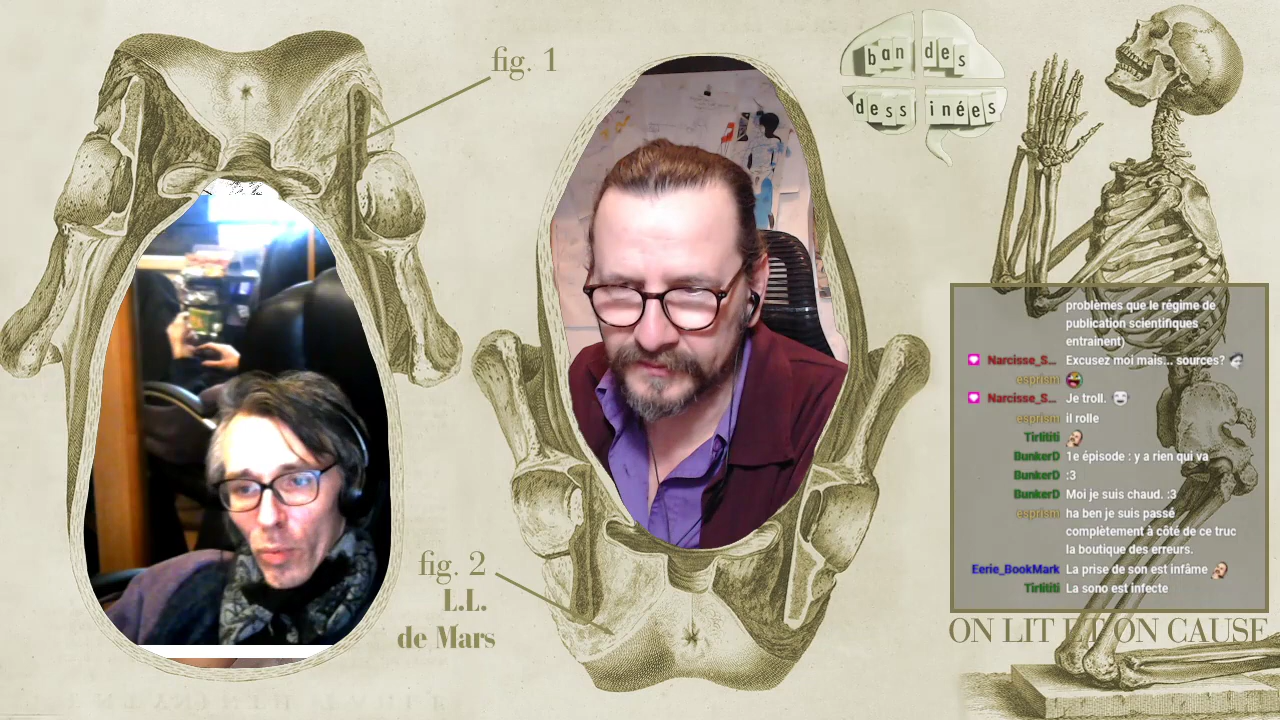 fig. 1
ban des
dess inées
problèmes que le régime de
publication scientifiques
entrainent)
Narcisse_S... Excusez moi mais... sources?
esprism
Narcisse_S... Je troll.
esprism il rolle
Tirlititi
BunkerD 1e épisode : y a rien qui va
BunkerD :3
BunkerD Moi je suis chaud. :3
esprism ha ben je suis passé
complètement à côté de ce truc
la boutique des erreurs.
Eerie_BookMark La prise de son est infâme
Tirlititi La sono est infecte
fig. 2
L.L.
de Mars
ON LIT ET ON CAUSE